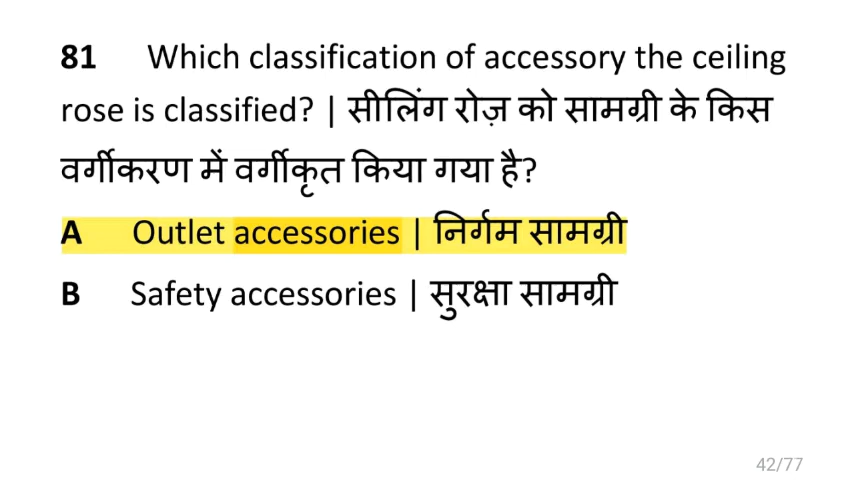 81 Which classification of accessory the ceiling
rose is classified? | सीलिंग रोज़ को सामग्री के किस
वर्गीकरण में वर्गीकृत किया गया है?
A Outlet accessories | निर्गम सामग्री
B Safety accessories | सुरक्षा सामग्री
42/77